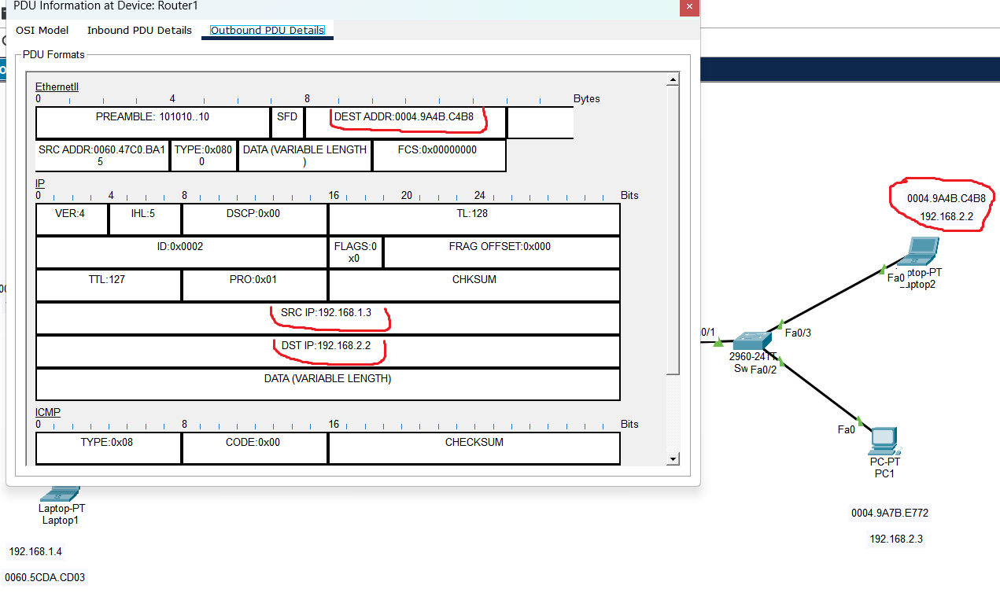 PDU Information at Device: Router1
OSI Model Inbound PDU Details Outbound PDU Details
PDU Formats
EthernetII
0 4 8 Bytes
PREAMBLE: 101010..10 SFD DEST ADDR:0004.9A4B.C4B8
SRC ADDR:0060.47C0.BA1 TYPE:0x080 DATA (VARIABLE LENGTH FCS:0x00000000
5 0 )
IP
0 4 8 16 20 24 Bits
VER:4 IHL:5 DSCP:0x00 TL:128
ID:0x0002 FLAGS:0 FRAG OFFSET:0x000
x0
TTL:127 PRO:0x01 CHKSUM
SRC IP:192.168.1.3
DST IP:192.168.2.2
DATA (VARIABLE LENGTH)
ICMP
0 8 16 Bits
TYPE:0x08 CODE:0x00 CHECKSUM
0004.9A4B.C4B8
192.168.2.2
Fa0 ptop-PT
aptop2
0/1 Fa0/3
2960-24TT
Sw Fa0/2
Fa0
PC-PT
PC1
0004.9A7B.E772
192.168.2.3
Laptop-PT
Laptop1
192.168.1.4
0060.5CDA.CD03